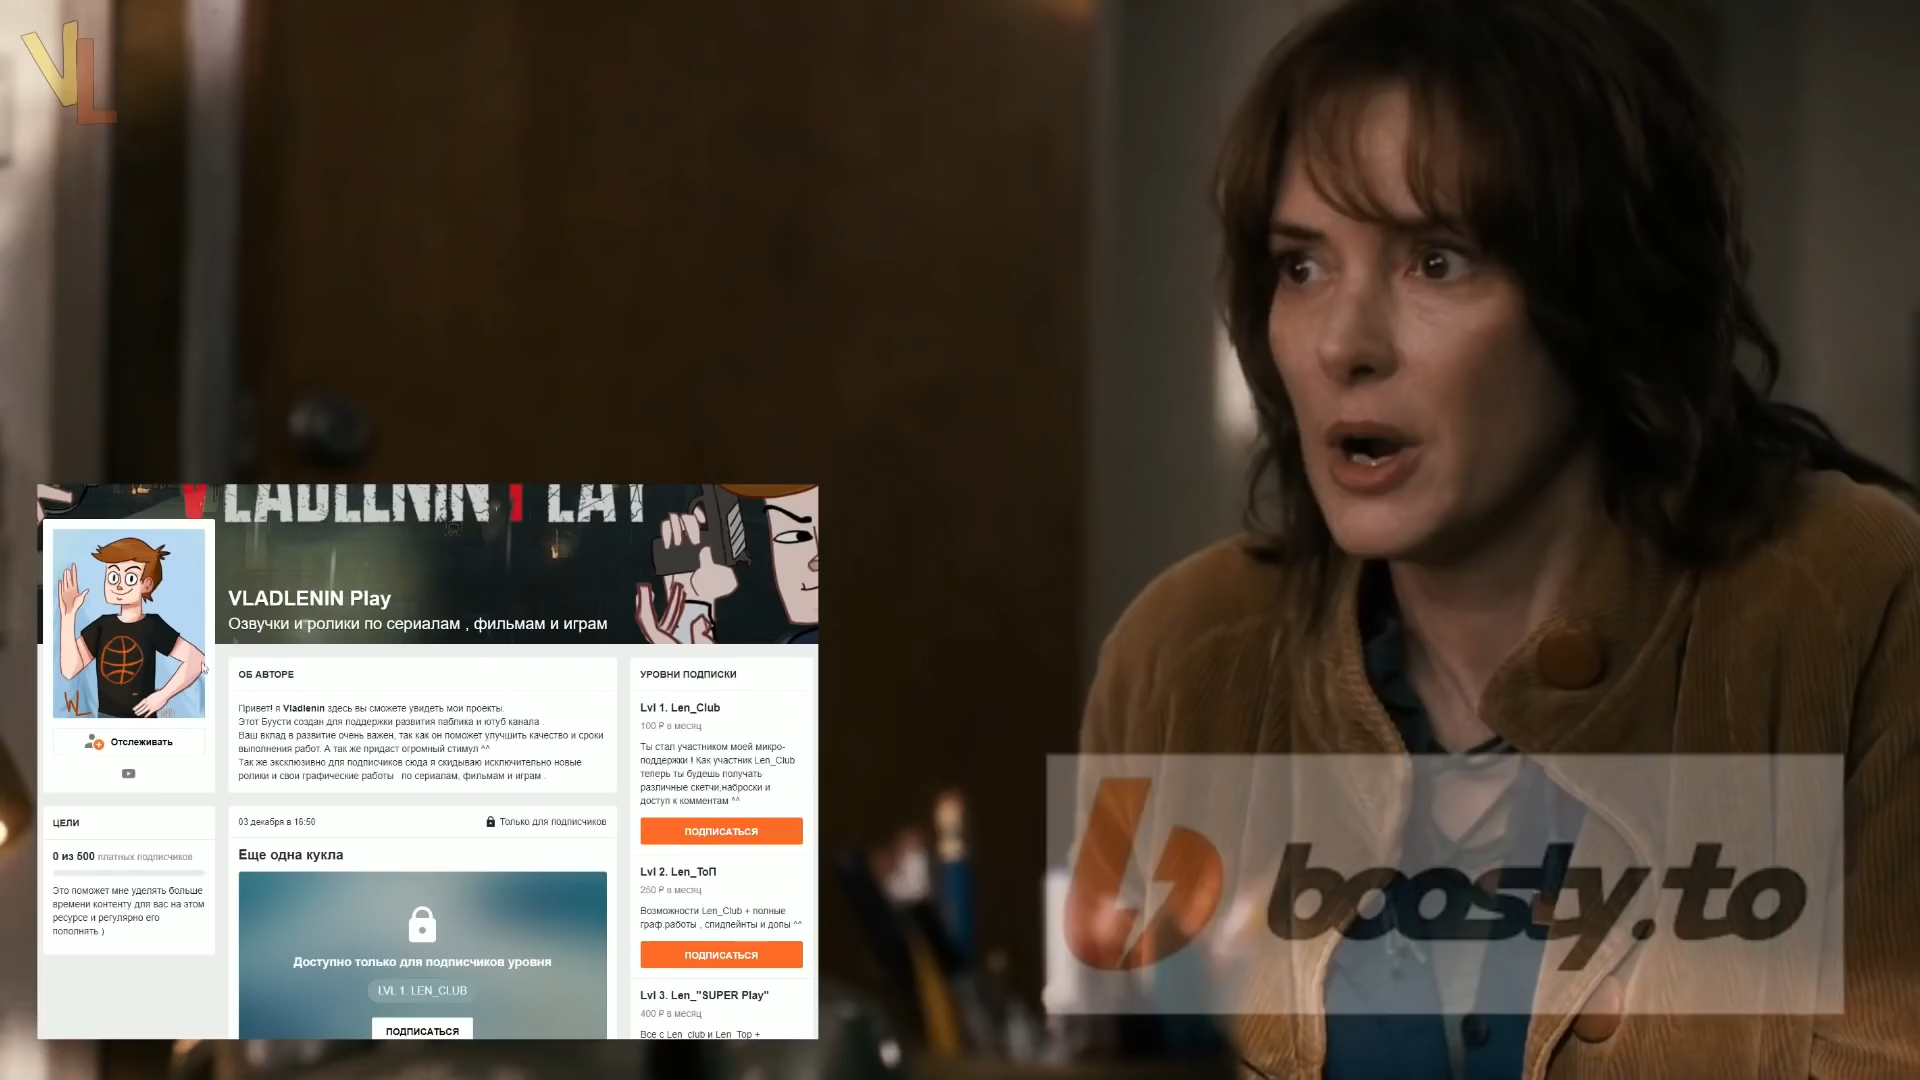 VL
VLADLENIN PLAY
VLADLENIN Play
Озвучки и ролики по сериалам , фильмам и играм
WL
Отслеживать
ЦЕЛИ
0 из 500 платных подписчиков
Это поможет мне уделять больше
времени контенту для вас на этом
ресурсе и регулярно его
пополнять )
ОБ АВТОРЕ
Привет! я Vladlenin здесь вы сможете увидеть мои проекты.
Этот Буусти создан для поддержки развития паблика и ютуб канала .
Ваш вклад в развитие очень важен, так как он поможет улучшить качество и сроки
выполнения работ. А так же придаст огромный стимул ^^
Так же эксклюзивно для подписчиков сюда я скидываю исключительно новые
ролики и свои графические работы по сериалам, фильмам и играм .
03 декабря в 16:50
Только для подписчиков
Еще одна кукла
Доступно только для подписчиков уровня
LVL 1. LEN_CLUB
ПОДПИСАТЬСЯ
УРОВНИ ПОДПИСКИ
Lvl 1. Len_Club
100 ₽ в месяц
Ты стал участником моей микро-
поддержки ! Как участник Len_Club
теперь ты будешь получать
различные скетчи,наброски и
доступ к комментам ^^
ПОДПИСАТЬСЯ
Lvl 2. Len_ToП
250 ₽ в месяц
Возможности Len_Club + полные
граф.работы , спидпейнты и допы ^^
ПОДПИСАТЬСЯ
Lvl 3. Len_"SUPER Play"
400 ₽ в месяц
Все с Len_club и Len_Top +
boosty.to